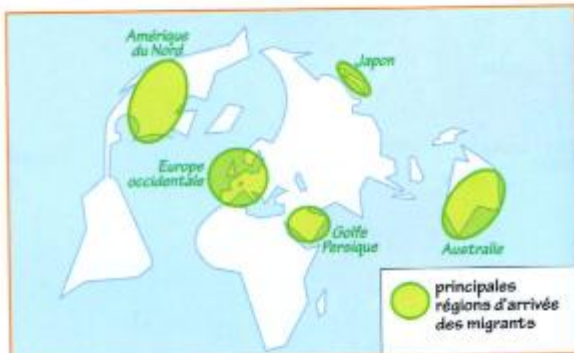 Amérique
du Nord
Japon
Europe
occidentale
Golfe
Persique
Australie
principales
régions d'arrivée
des migrants